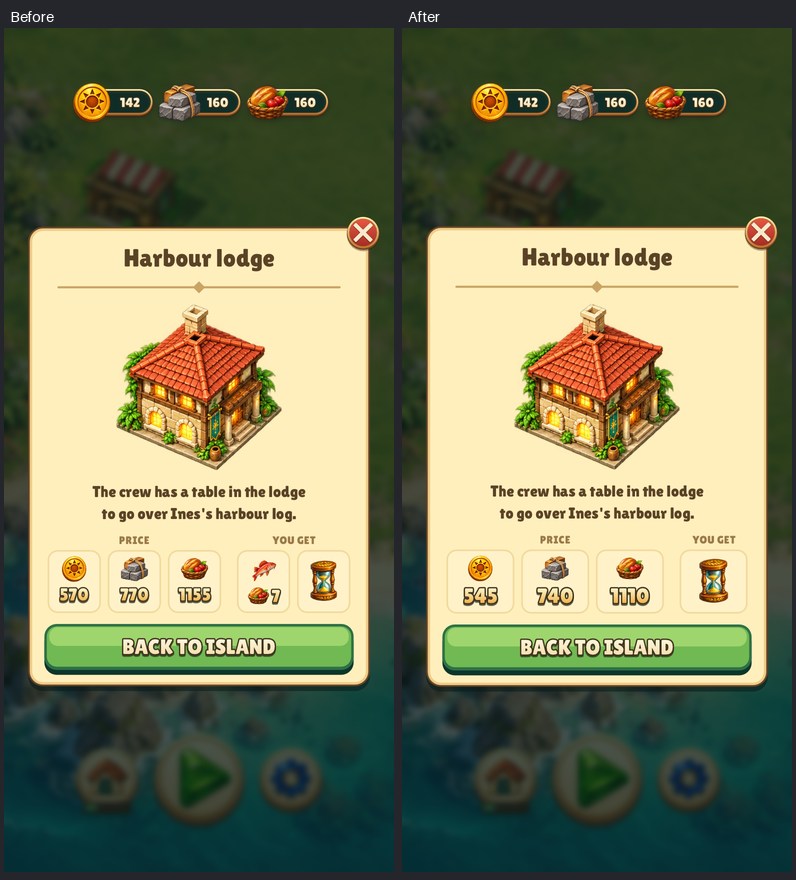 Before
142 160 160
Harbour lodge
The crew has a table in the lodge
to go over Ines's harbour log.
PRICE YOU GET
570 770 1155 7
BACK TO ISLAND
After
142 160 160
Harbour lodge
The crew has a table in the lodge
to go over Ines's harbour log.
PRICE YOU GET
545 740 1110
BACK TO ISLAND